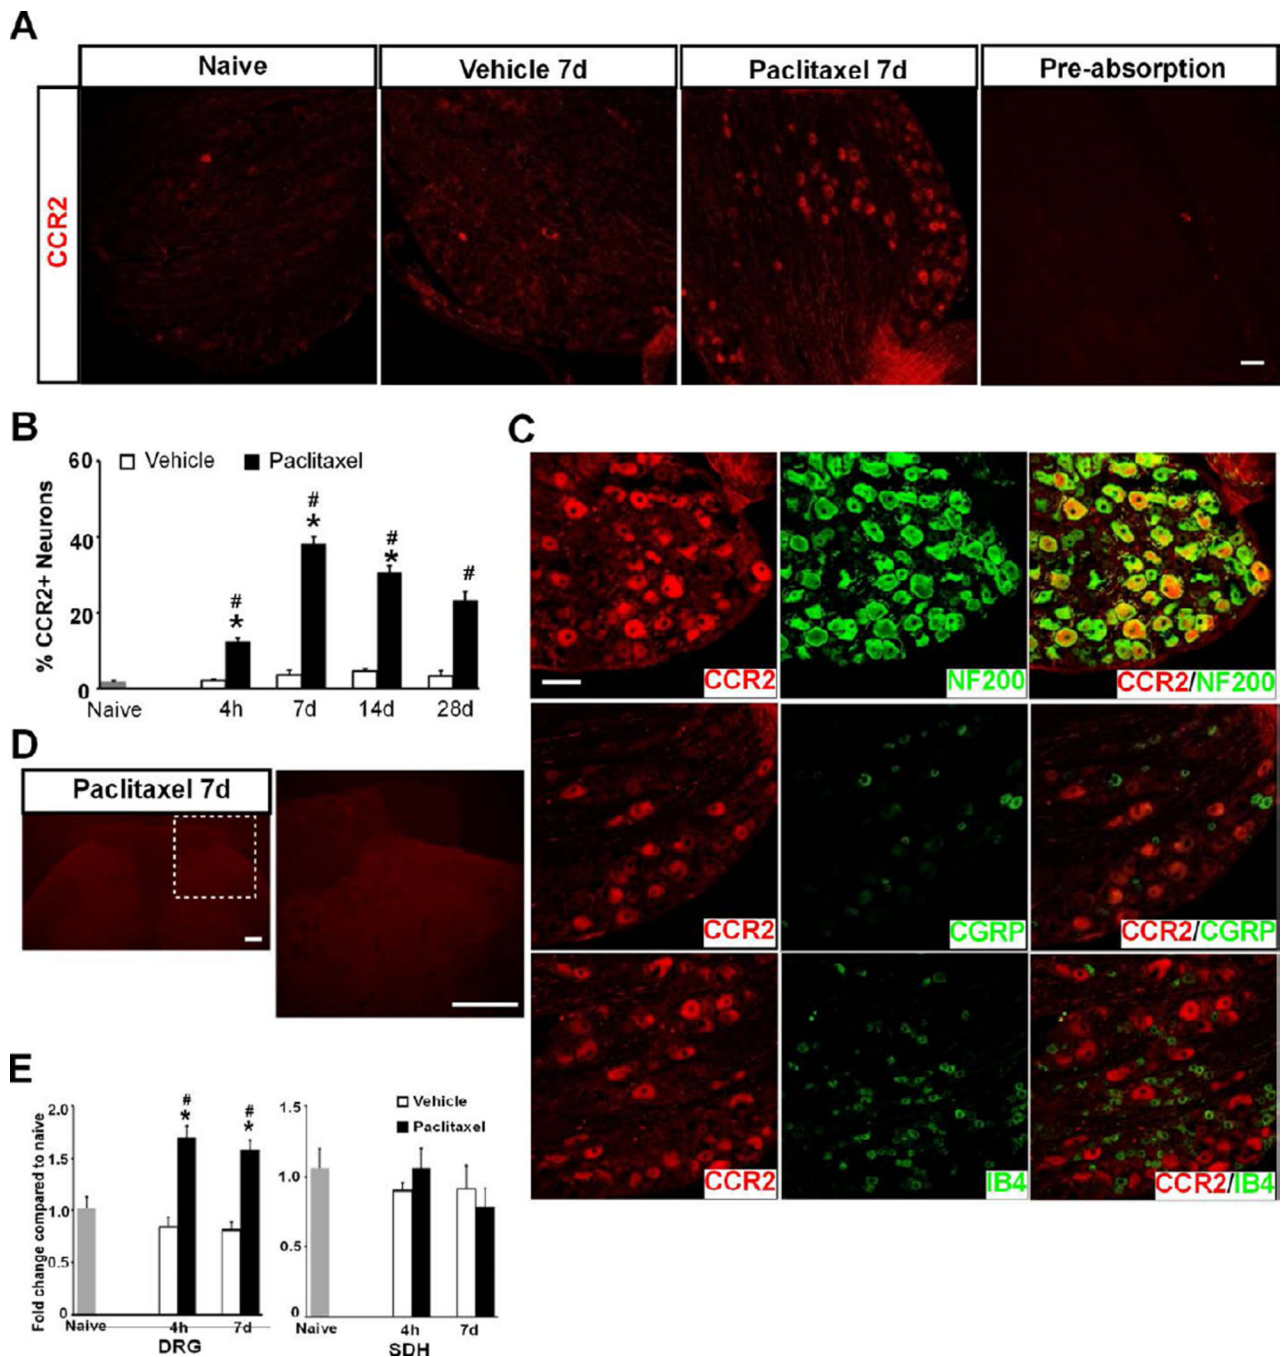 A
Naive
Vehicle 7d
Paclitaxel 7d
Pre-absorption
CCR2
B
Vehicle
Paclitaxel
% CCR2+ Neurons
60
40
20
0
#
*
#
*
#
*
#
Naive
4h
7d
14d
28d
C
CCR2
NF200
CCR2/NF200
CCR2
CGRP
CCR2/CGRP
CCR2
IB4
CCR2/IB4
D
Paclitaxel 7d
E
Fold change compared to naive
2.0
1.5
1.0
0.5
0
#
*
#
*
Naive
4h
7d
DRG
1.5
1.0
0.5
0
Vehicle
Paclitaxel
Naive
4h
7d
SDH